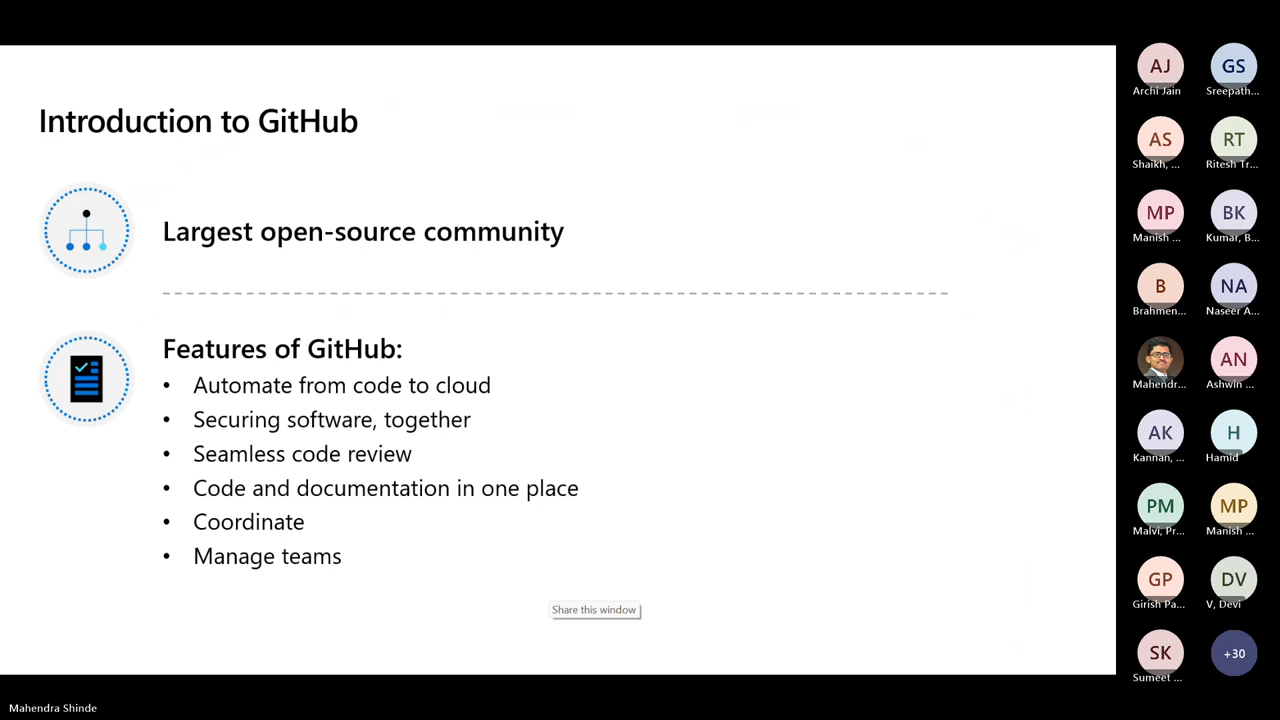 Introduction to GitHub
Largest open-source community
Features of GitHub:
• Automate from code to cloud
• Securing software, together
• Seamless code review
• Code and documentation in one place
• Coordinate
• Manage teams
Share this window
AJ
Archi Jain
GS
Sreepath...
AS
Shaikh, ...
RT
Ritesh Tr...
MP
Manish ...
BK
Kumar, B...
B
Brahmen...
NA
Naseer A...
Mahendr...
AN
Ashwin ...
AK
Kannan, ...
H
Hamid
PM
Malvi, Pr...
MP
Manish ...
GP
Girish Pa...
DV
V, Devi
SK
Sumeet ...
+30
Mahendra Shinde